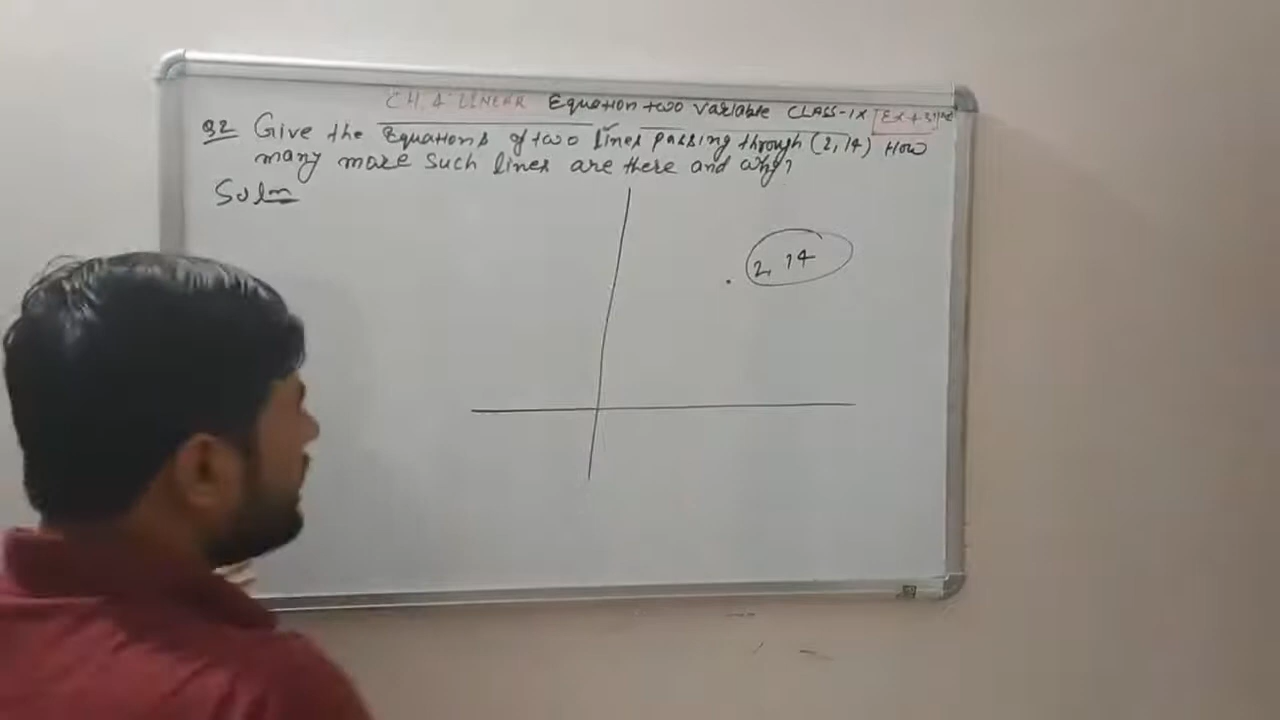 CH. 4 LINEAR Equation two variable CLASS-IX
Q2 Give the Equations of two lines passing through (2, 14) How
many more such lines are there and why?
Soln
2, 14